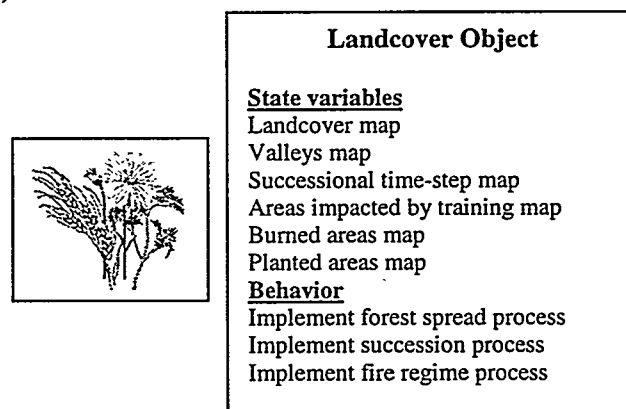 Landcover Object
State variables
Landcover map
Valleys map
Successional time-step map
Areas impacted by training map
Burned areas map
Planted areas map
Behavior
Implement forest spread process
Implement succession process
Implement fire regime process